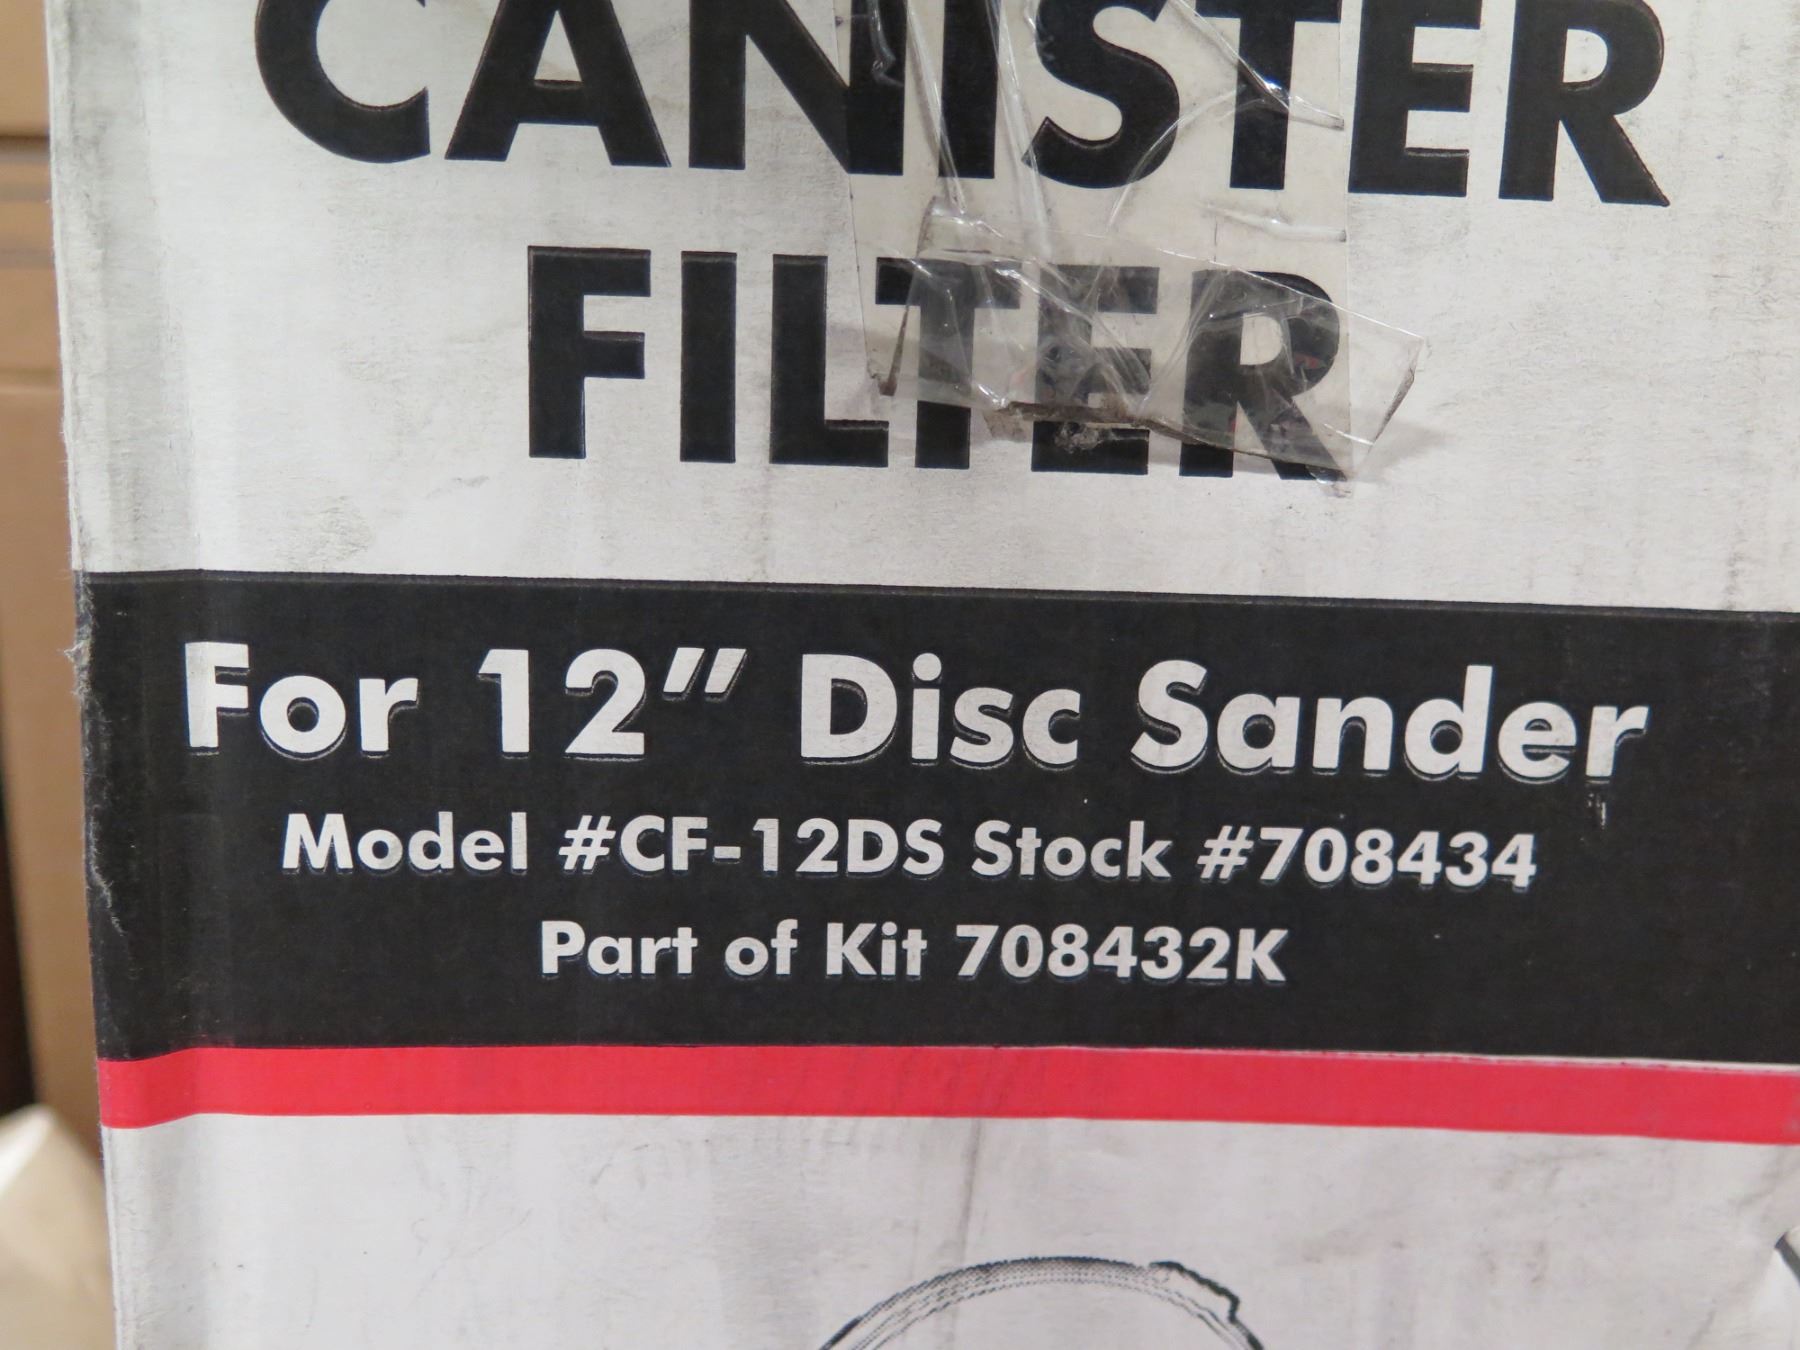 CANISTER
FILTER
For 12" Disc Sander
Model #CF-12DS Stock #708434
Part of Kit 708432K